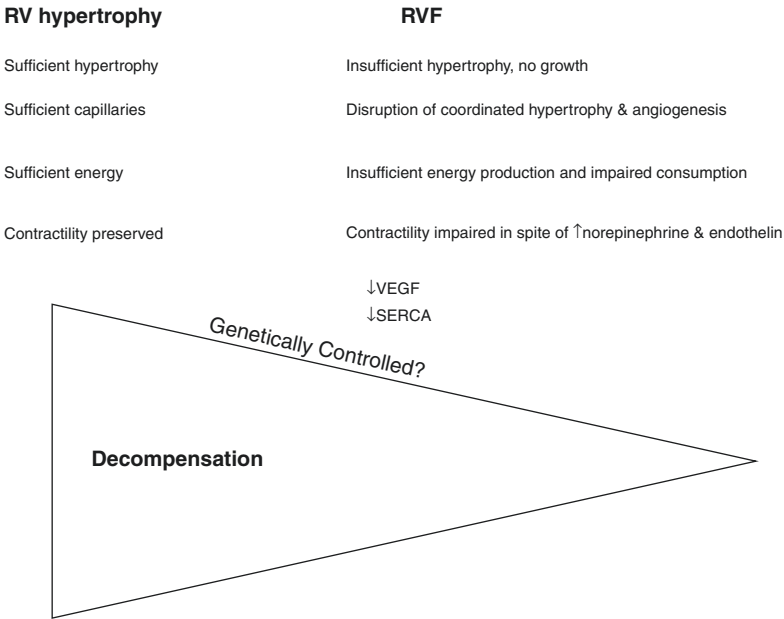 RV hypertrophy RVF
Sufficient hypertrophy Insufficient hypertrophy, no growth
Sufficient capillaries Disruption of coordinated hypertrophy & angiogenesis
Sufficient energy Insufficient energy production and impaired consumption
Contractility preserved Contractility impaired in spite of ↑norepinephrine & endothelin
↓VEGF
↓SERCA
Genetically Controlled?
Decompensation